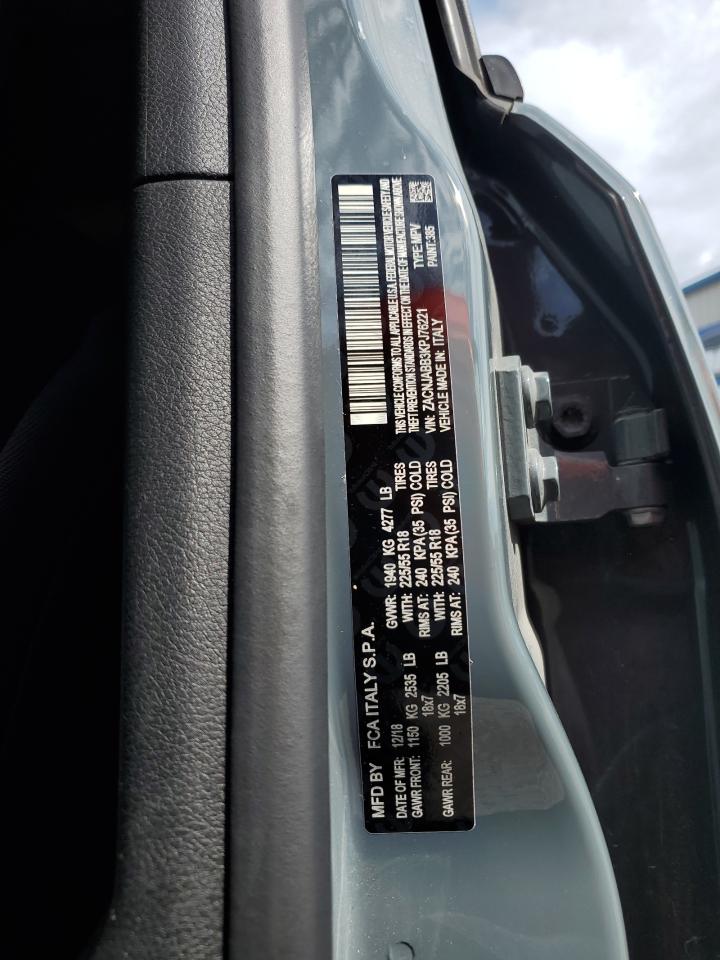 MFD BY FCA ITALY S.P.A.
DATE OF MFR: 12/18 GVWR: 1940 KG 4277 LB
GAWR FRONT: 1150 KG 2535 LB WITH: 225/55 R18 TIRES
18x7 RIMS AT: 240 KPA(35 PSI) COLD
GAWR REAR: 1000 KG 2205 LB WITH: 225/55 R18 TIRES
18x7 RIMS AT: 240 KPA(35 PSI) COLD
THIS VEHICLE CONFORMS TO ALL APPLICABLE U.S.A. FEDERAL MOTOR VEHICLE SAFETY AND
THEFT PREVENTION STANDARDS IN EFFECT ON THE DATE OF MANUFACTURE SHOWN ABOVE
VIN: ZACNJABB3KPJ76221 TYPE: MPV
VEHICLE MADE IN: ITALY PAINT: 385